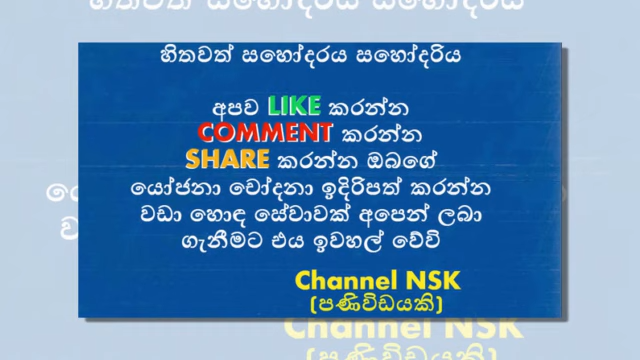 හිතවත් සහෝදරය සහෝදරිය
අපව LIKE කරන්න
COMMENT කරන්න
SHARE කරන්න ඔබගේ
යෝජනා චෝදනා ඉදිරිපත් කරන්න
වඩා හොඳ සේවාවක් අපෙන් ලබා
ගැනීමට එය ඉවහල් වේවි
Channel NSK
(පණිවිඩයකි)